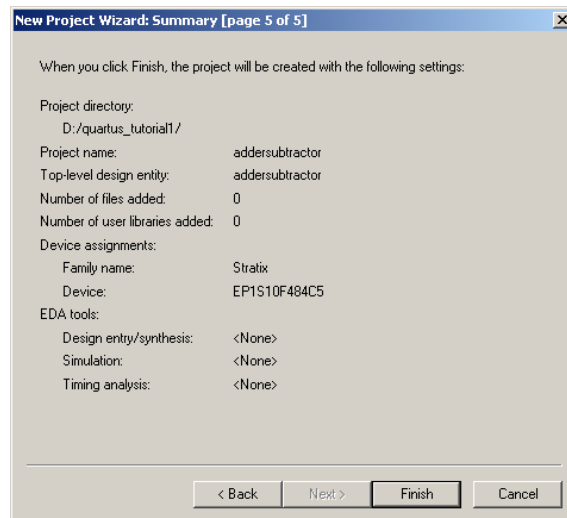 New Project Wizard: Summary [page 5 of 5]
When you click Finish, the project will be created with the following settings:
Project directory:
D:/quartus_tutorial1/
Project name: addersubtractor
Top-level design entity: addersubtractor
Number of files added: 0
Number of user libraries added: 0
Device assignments:
Family name: Stratix
Device: EP1S10F484C5
EDA tools:
Design entry/synthesis: <None>
Simulation: <None>
Timing analysis: <None>
< Back Next > Finish Cancel